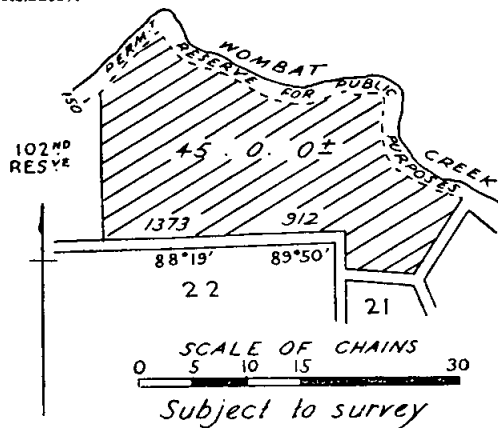 WOMBAT
CREEK
PERMT
150
RESERVE FOR PUBLIC PURPOSES
102ND
RESVE
45 . 0 . 0±
1373 912
88°19' 89°50'
22
21
SCALE OF CHAINS
0 5 10 15 30
Subject to survey